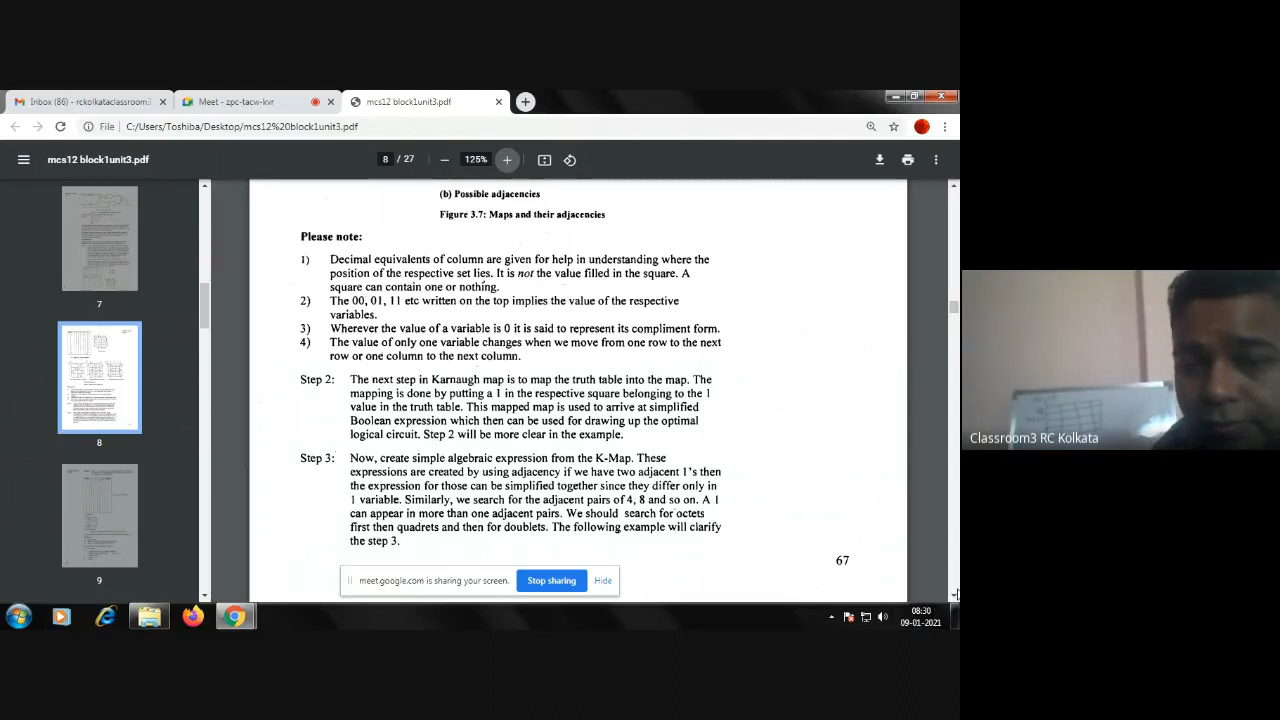 Inbox (86) - rckolkataclassroom3
Meet - zpc-tacw-kvr
mcs12 block1unit3.pdf
File
C:/Users/Toshiba/Desktop/mcs12%20block1unit3.pdf
mcs12 block1unit3.pdf
8 / 27
125%
7
8
9
(b) Possible adjacencies
Figure 3.7: Maps and their adjacencies
Please note:
1) Decimal equivalents of column are given for help in understanding where the
position of the respective set lies. It is not the value filled in the square. A
square can contain one or nothing.
2) The 00, 01, 11 etc written on the top implies the value of the respective
variables.
3) Wherever the value of a variable is 0 it is said to represent its compliment form.
4) The value of only one variable changes when we move from one row to the next
row or one column to the next column.
Step 2: The next step in Karnaugh map is to map the truth table into the map. The
mapping is done by putting a 1 in the respective square belonging to the 1
value in the truth table. This mapped map is used to arrive at simplified
Boolean expression which then can be used for drawing up the optimal
logical circuit. Step 2 will be more clear in the example.
Step 3: Now, create simple algebraic expression from the K-Map. These
expressions are created by using adjacency if we have two adjacent 1's then
the expression for those can be simplified together since they differ only in
1 variable. Similarly, we search for the adjacent pairs of 4, 8 and so on. A 1
can appear in more than one adjacent pairs. We should search for octets
first then quadrets and then for doublets. The following example will clarify
the step 3.
67
meet.google.com is sharing your screen.
Stop sharing
Hide
08:30
09-01-2021
Classroom3 RC Kolkata